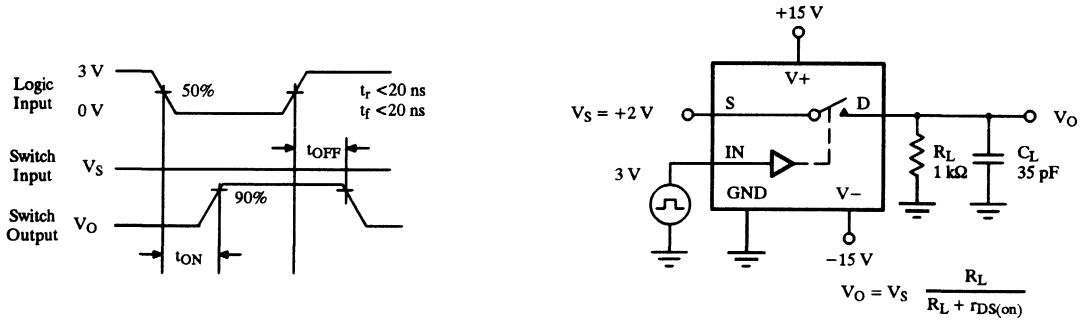 Logic
Input
3 V
0 V
50%
tr <20 ns
tf <20 ns
tOFF
Switch
Input
VS
90%
Switch
Output
VO
tON
+15 V
V+
VS = +2 V
S
D
VO
IN
3 V
RL
1 kΩ
CL
35 pF
GND
V−
−15 V
VO = VS RL
RL + rDS(on)